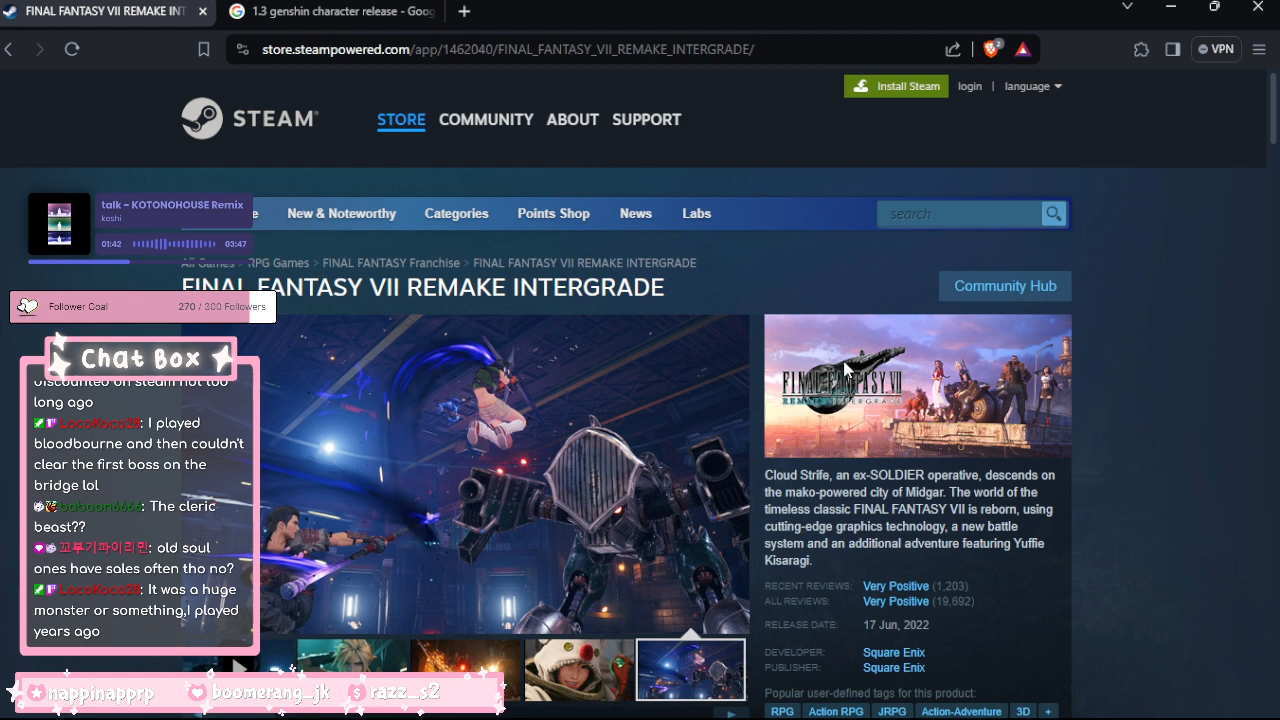 FINAL FANTASY VII REMAKE INT
1.3 genshin character release - Goog
store.steampowered.com/app/1462040/FINAL_FANTASY_VII_REMAKE_INTERGRADE/
2
VPN
Install Steam
login | language
STEAM
STORE COMMUNITY ABOUT SUPPORT
talk - KOTONOHOUSE Remix
keshi
01:42 03:47
New & Noteworthy Categories Points Shop News Labs
search
All Games > RPG Games > FINAL FANTASY Franchise > FINAL FANTASY VII REMAKE INTERGRADE
FINAL FANTASY VII REMAKE INTERGRADE
Community Hub
Follower Goal 270 / 300 Followers
Chat Box
discounted on steam not too
long ago
LocoKoco28: I played
bloodbourne and then couldn't
clear the first boss on the
bridge lol
baboon6666: The cleric
beast??
꼬부기파이리민: old soul
ones have sales often tho no?
LocoKoco28: It was a huge
monster or something,I played
years ago
FINAL FANTASY VII
REMAKE INTERGRADE
Cloud Strife, an ex-SOLDIER operative, descends on
the mako-powered city of Midgar. The world of the
timeless classic FINAL FANTASY VII is reborn, using
cutting-edge graphics technology, a new battle
system and an additional adventure featuring Yuffie
Kisaragi.
RECENT REVIEWS: Very Positive (1,203)
ALL REVIEWS: Very Positive (19,692)
RELEASE DATE: 17 Jun, 2022
DEVELOPER: Square Enix
PUBLISHER: Square Enix
Popular user-defined tags for this product:
RPG Action RPG JRPG Action-Adventure 3D +
nappinapprp boomerang_jk razz_s2